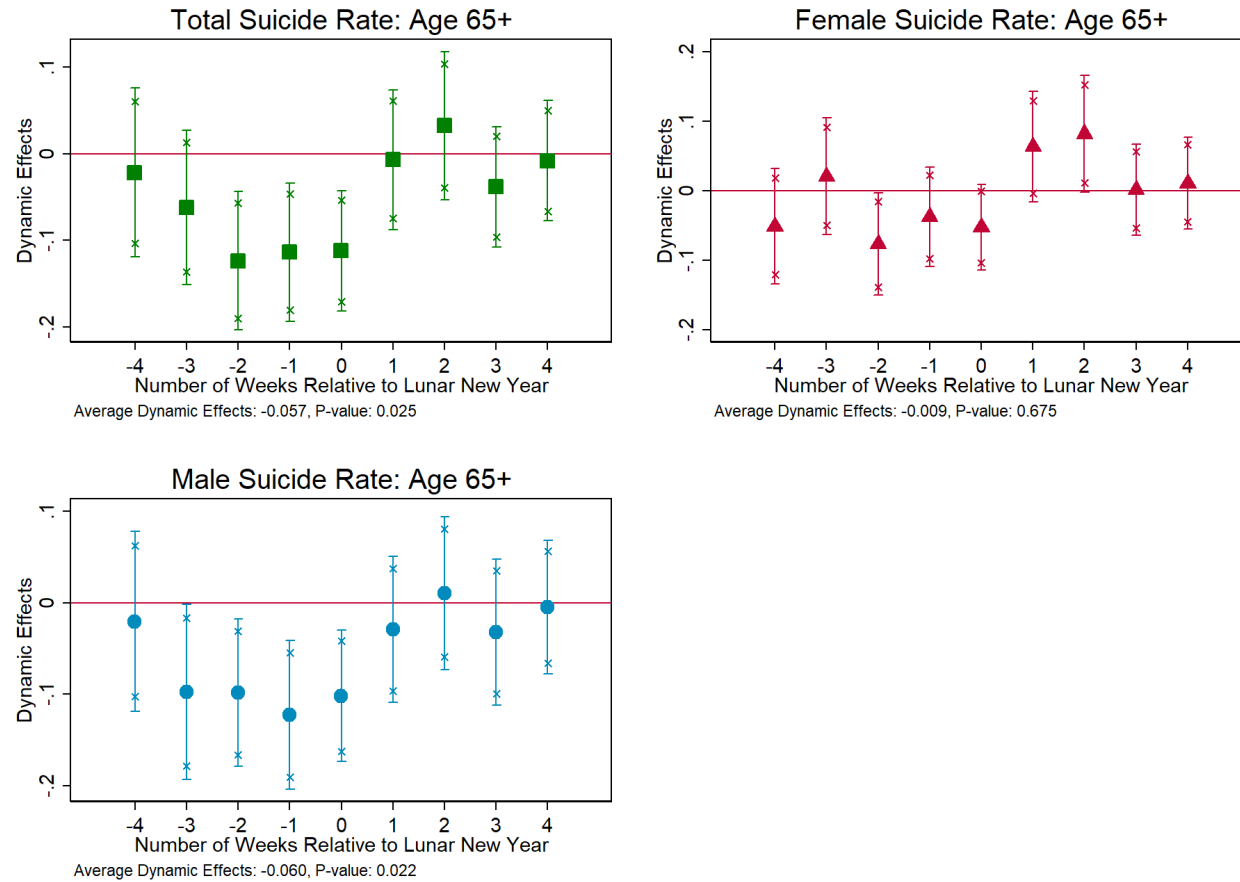 Total Suicide Rate: Age 65+
Dynamic Effects
.1
0
-.1
-.2
-4 -3 -2 -1 0 1 2 3 4
Number of Weeks Relative to Lunar New Year
Average Dynamic Effects: -0.057, P-value: 0.025
Female Suicide Rate: Age 65+
Dynamic Effects
.2
.1
0
-.1
-.2
-4 -3 -2 -1 0 1 2 3 4
Number of Weeks Relative to Lunar New Year
Average Dynamic Effects: -0.009, P-value: 0.675
Male Suicide Rate: Age 65+
Dynamic Effects
.1
0
-.1
-.2
-4 -3 -2 -1 0 1 2 3 4
Number of Weeks Relative to Lunar New Year
Average Dynamic Effects: -0.060, P-value: 0.022